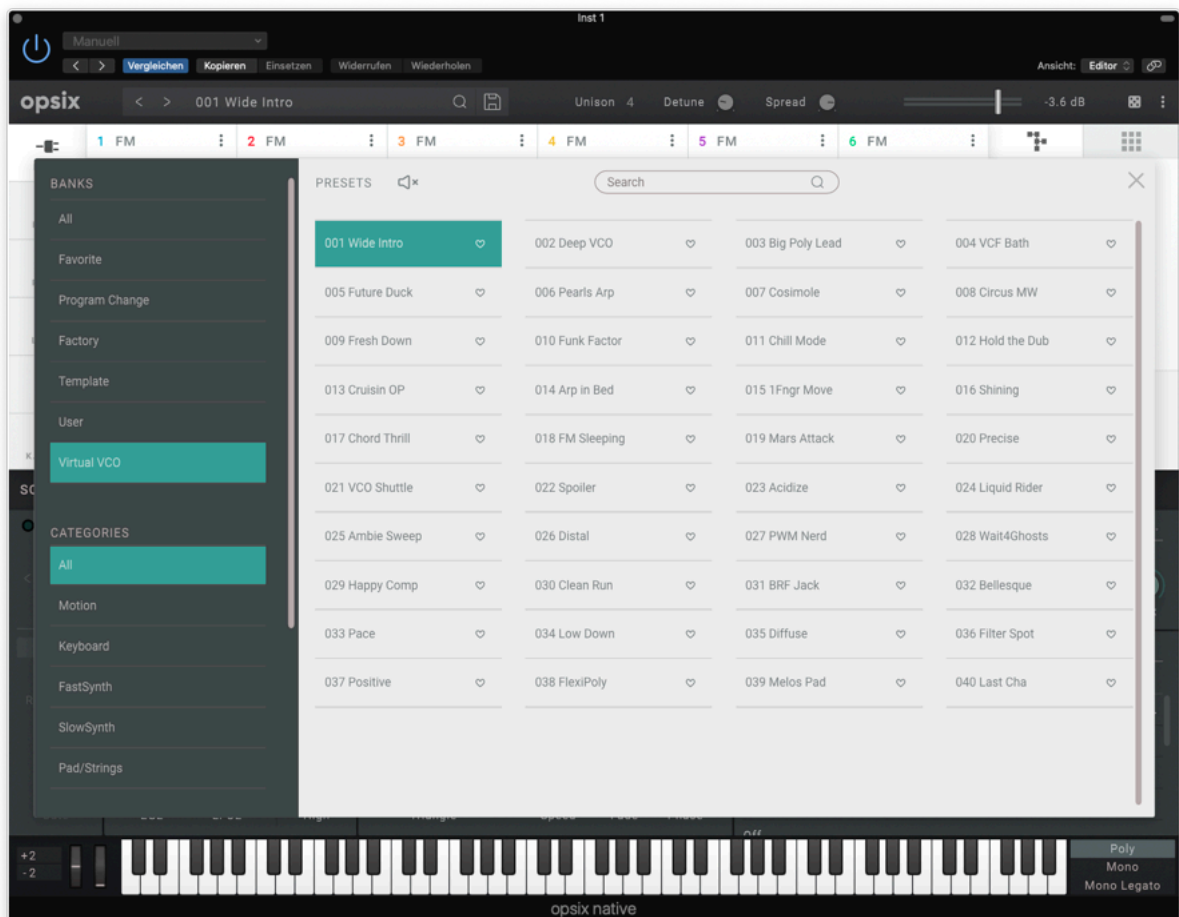 Inst 1
Manuell
Vergleichen Kopieren Einsetzen Widerrufen Wiederholen Ansicht: Editor
opsix 001 Wide Intro Unison 4 Detune Spread -3.6 dB
1 FM 2 FM 3 FM 4 FM 5 FM 6 FM
BANKS
All
Favorite
Program Change
Factory
Template
User
Virtual VCO
CATEGORIES
All
Motion
Keyboard
FastSynth
SlowSynth
Pad/Strings
PRESETS Search
001 Wide Intro 002 Deep VCO 003 Big Poly Lead 004 VCF Bath
005 Future Duck 006 Pearls Arp 007 Cosimole 008 Circus MW
009 Fresh Down 010 Funk Factor 011 Chill Mode 012 Hold the Dub
013 Cruisin OP 014 Arp in Bed 015 1Fngr Move 016 Shining
017 Chord Thrill 018 FM Sleeping 019 Mars Attack 020 Precise
021 VCO Shuttle 022 Spoiler 023 Acidize 024 Liquid Rider
025 Ambie Sweep 026 Distal 027 PWM Nerd 028 Wait4Ghosts
029 Happy Comp 030 Clean Run 031 BRF Jack 032 Bellesque
033 Pace 034 Low Down 035 Diffuse 036 Filter Spot
037 Positive 038 FlexiPoly 039 Melos Pad 040 Last Cha
+2
-2
Poly
Mono
Mono Legato
opsix native